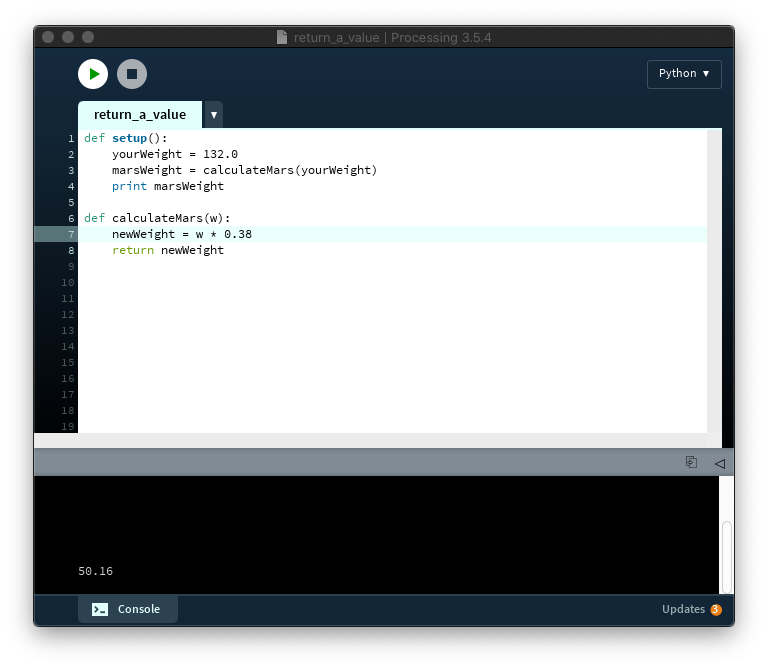 return_a_value | Processing 3.5.4
Python ▼
return_a_value ▼
1 def setup():
2     yourWeight = 132.0
3     marsWeight = calculateMars(yourWeight)
4     print marsWeight
5
6 def calculateMars(w):
7     newWeight = w * 0.38
8     return newWeight
9
10
11
12
13
14
15
16
17
18
19
50.16
Console
Updates 3